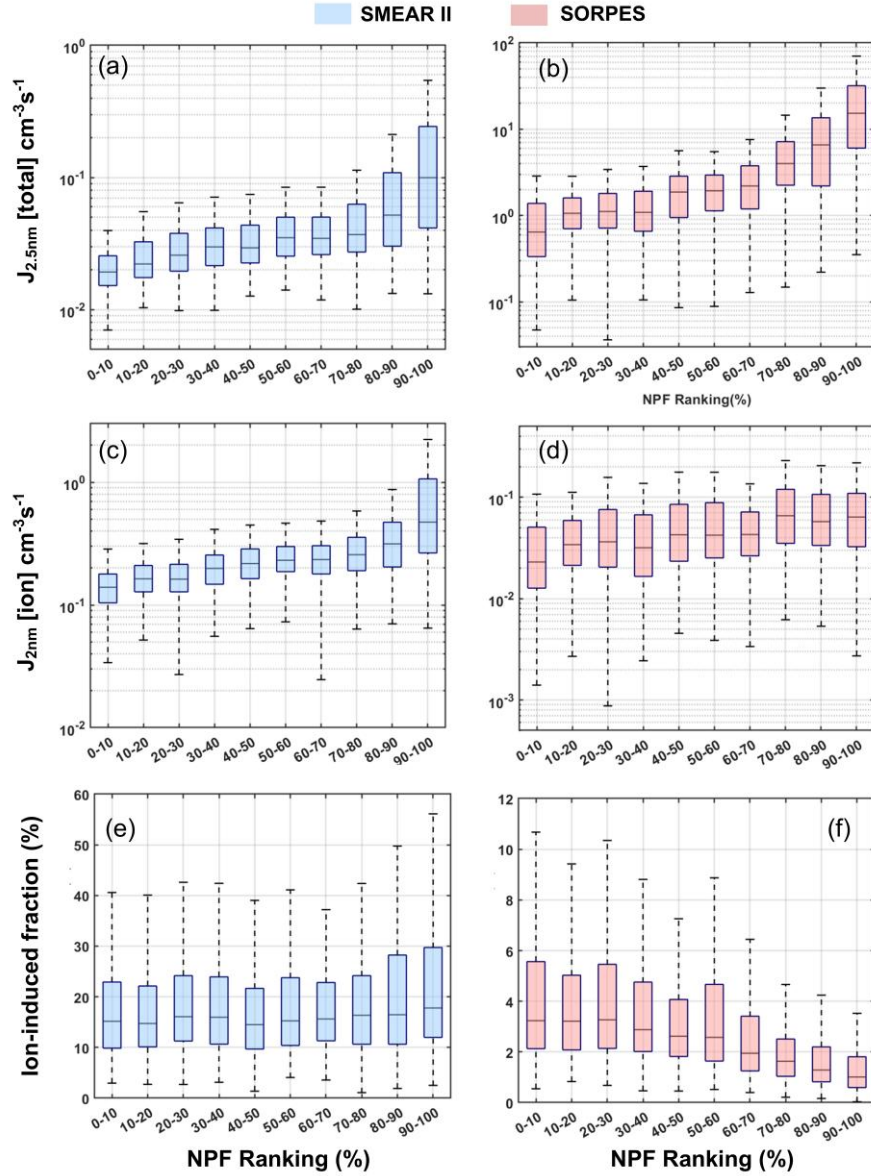 SMEAR II SORPES
(a)
J2.5nm [total] cm-3s-1
10^0
10^-1
10^-2
0-10 10-20 20-30 30-40 40-50 50-60 60-70 70-80 80-90 90-100
(b)
10^2
10^1
10^0
10^-1
0-10 10-20 20-30 30-40 40-50 50-60 60-70 70-80 80-90 90-100
NPF Ranking(%)
(c)
J2nm [ion] cm-3s-1
10^0
10^-1
10^-2
0-10 10-20 20-30 30-40 40-50 50-60 60-70 70-80 80-90 90-100
(d)
10^-1
10^-2
10^-3
0-10 10-20 20-30 30-40 40-50 50-60 60-70 70-80 80-90 90-100
(e)
Ion-induced fraction (%)
60
50
40
30
20
10
0
0-10 10-20 20-30 30-40 40-50 50-60 60-70 70-80 80-90 90-100
NPF Ranking (%)
(f)
12
10
8
6
4
2
0
0-10 10-20 20-30 30-40 40-50 50-60 60-70 70-80 80-90 90-100
NPF Ranking (%)